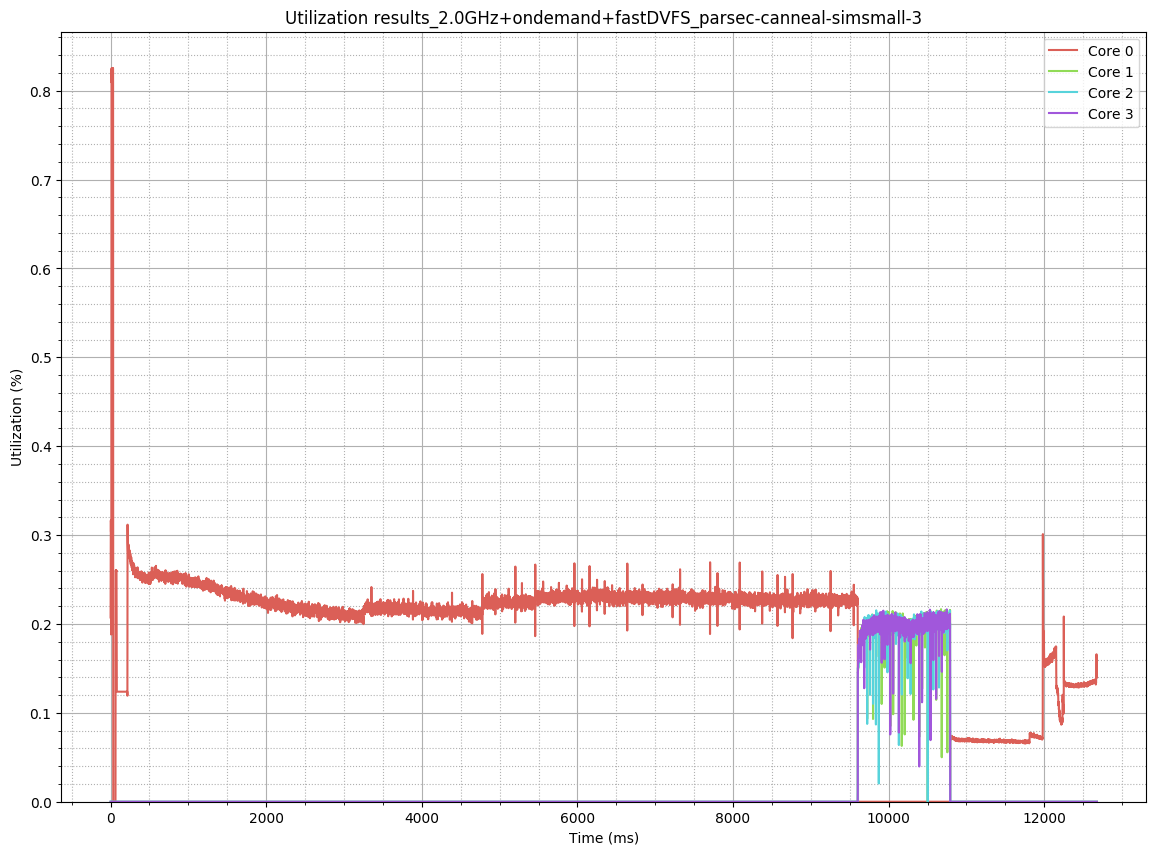 Utilization results_2.0GHz+ondemand+fastDVFS_parsec-canneal-simsmall-3
Core 0
Core 1
Core 2
Core 3
Utilization (%)
0.8
0.7
0.6
0.5
0.4
0.3
0.2
0.1
0.0
0 2000 4000 6000 8000 10000 12000
Time (ms)